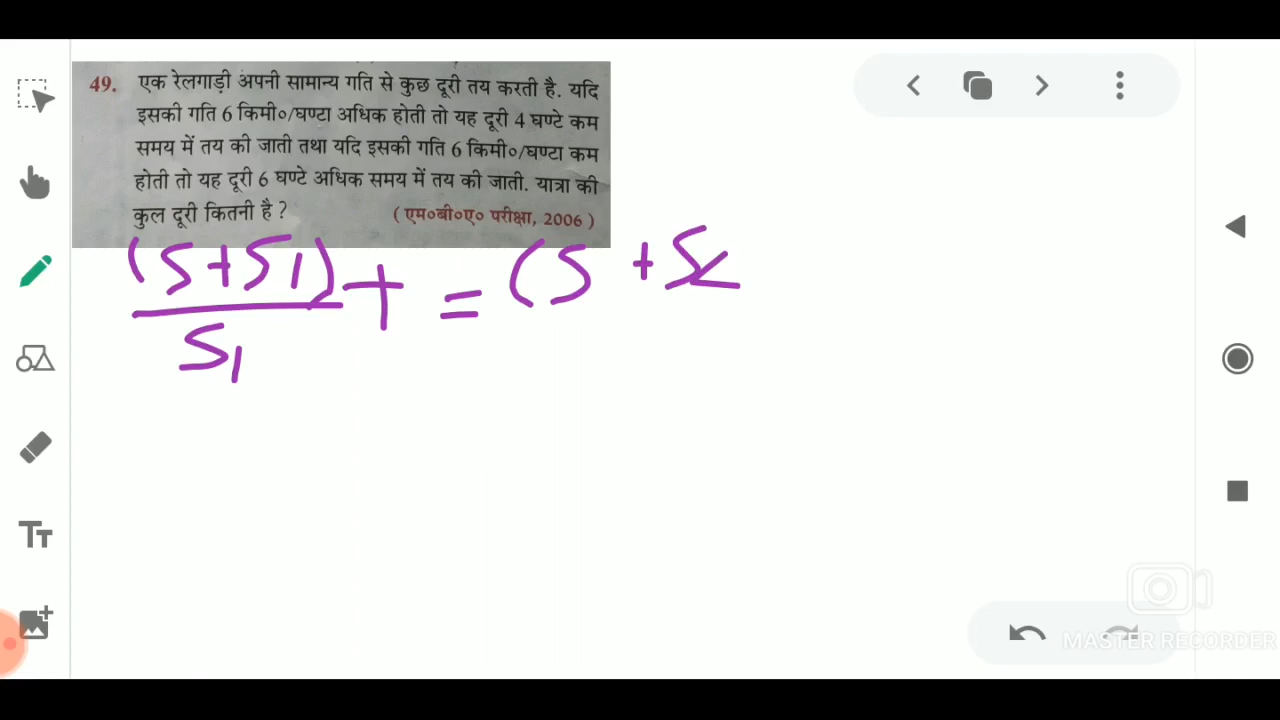 49. एक रेलगाड़ी अपनी सामान्य गति से कुछ दूरी तय करती है. यदि
इसकी गति 6 किमी०/घण्टा अधिक होती तो यह दूरी 4 घण्टे कम
समय में तय की जाती तथा यदि इसकी गति 6 किमी०/घण्टा कम
होती तो यह दूरी 6 घण्टे अधिक समय में तय की जाती. यात्रा की
कुल दूरी कितनी है ?
( एम०बी०ए० परीक्षा, 2006 )
(S+S1) t = (S + S
S1
TT
MASTER RECORDER